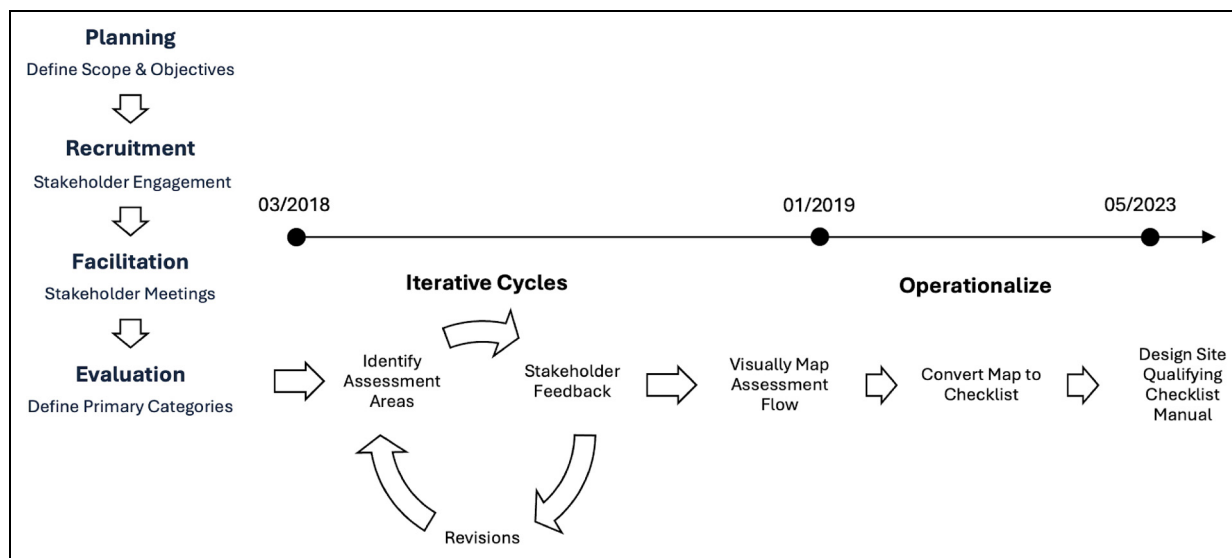 Planning
Define Scope & Objectives
Recruitment
Stakeholder Engagement
Facilitation
Stakeholder Meetings
Evaluation
Define Primary Categories
03/2018
01/2019
05/2023
Iterative Cycles
Operationalize
Identify
Assessment
Areas
Stakeholder
Feedback
Revisions
Visually Map
Assessment
Flow
Convert Map to
Checklist
Design Site
Qualifying
Checklist
Manual